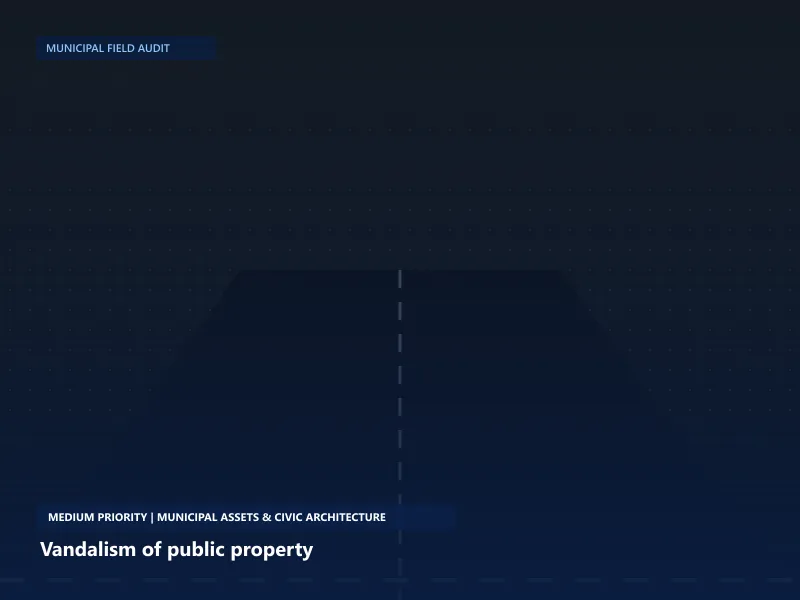 MUNICIPAL FIELD AUDIT
MEDIUM PRIORITY | MUNICIPAL ASSETS & CIVIC ARCHITECTURE
Vandalism of public property